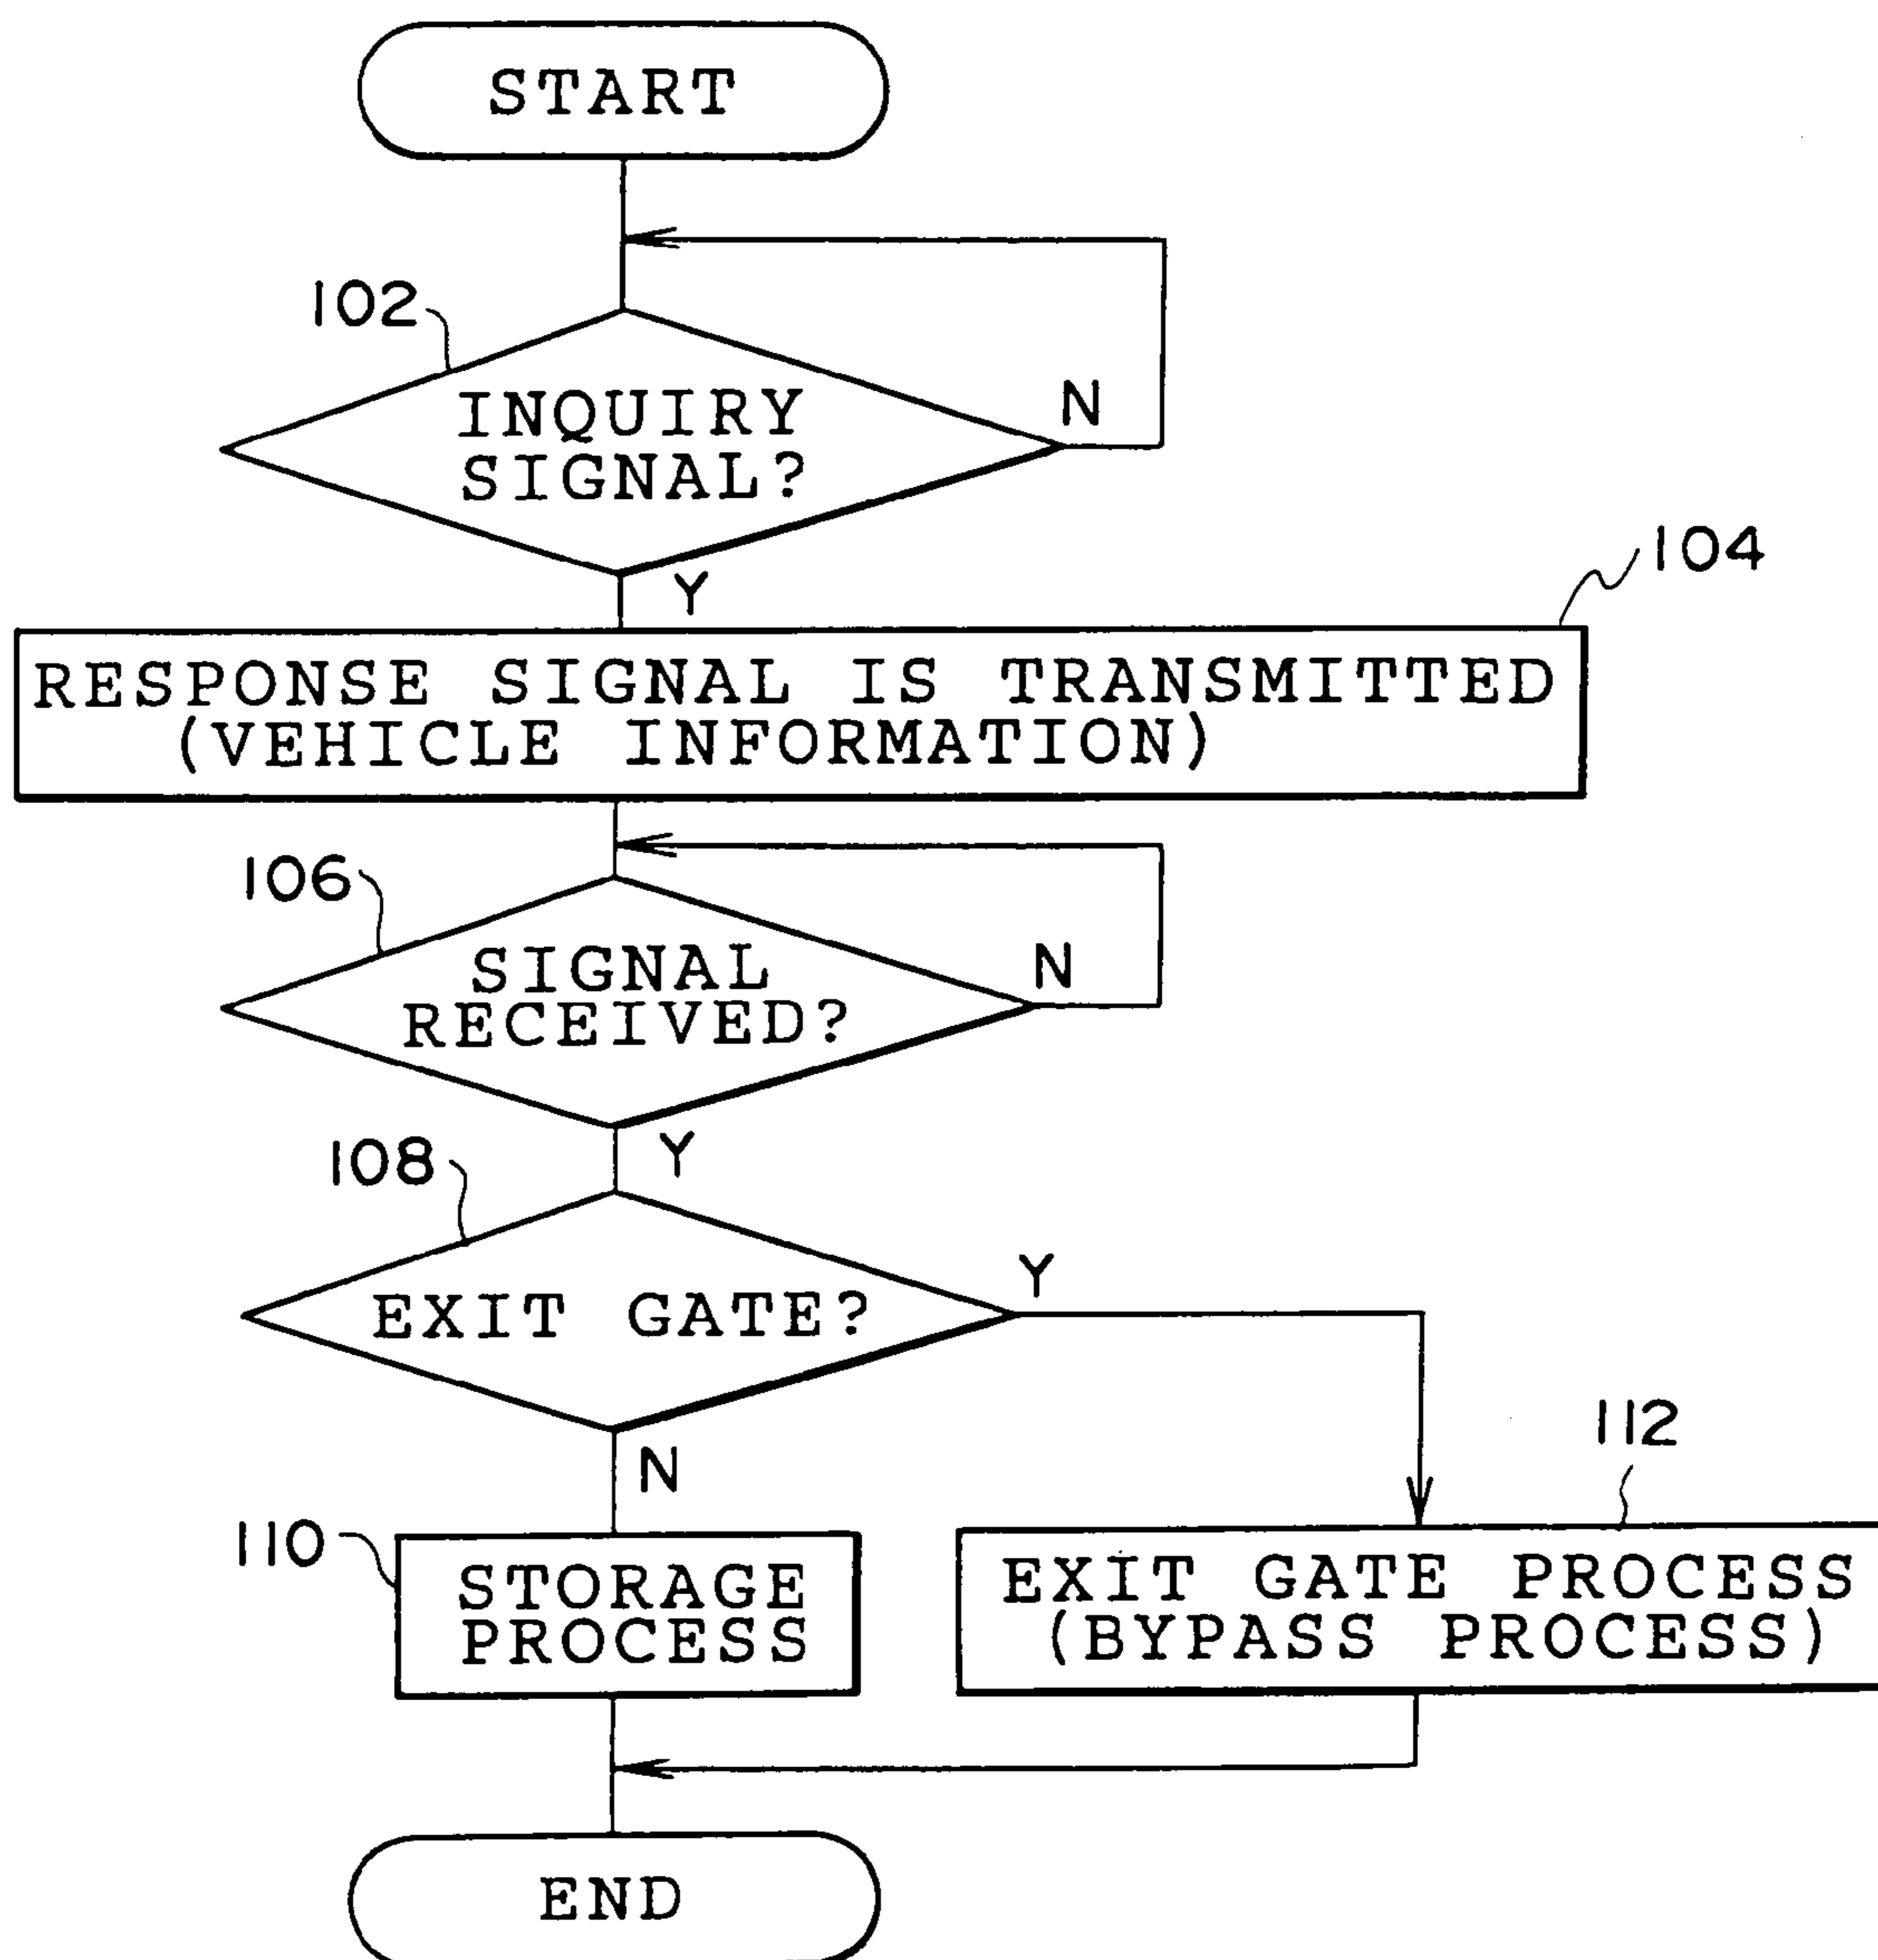 START
102
INQUIRY
SIGNAL?
N
Y
104
RESPONSE SIGNAL IS TRANSMITTED
(VEHICLE INFORMATION)
106
SIGNAL
RECEIVED?
N
Y
108
EXIT GATE?
Y
N
110
STORAGE
PROCESS
112
EXIT GATE PROCESS
(BYPASS PROCESS)
END